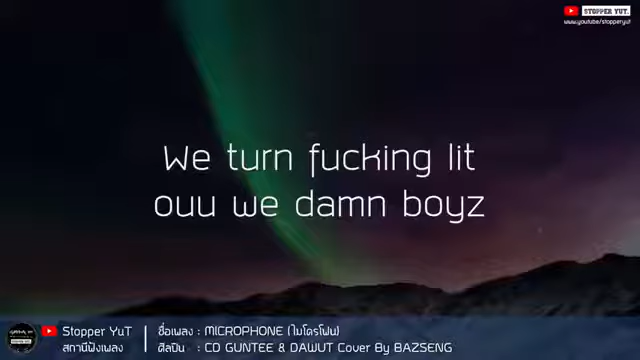 STOPPER YUT.
www.youtube/stopperyut
We turn fucking lit
ouu we damn boyz
Stopper YuT
สถานีฟังเพลง
ชื่อเพลง : MICROPHONE (ไมโครโฟน)
ศิลปิน : CD GUNTEE & DAWUT Cover By BAZSENG